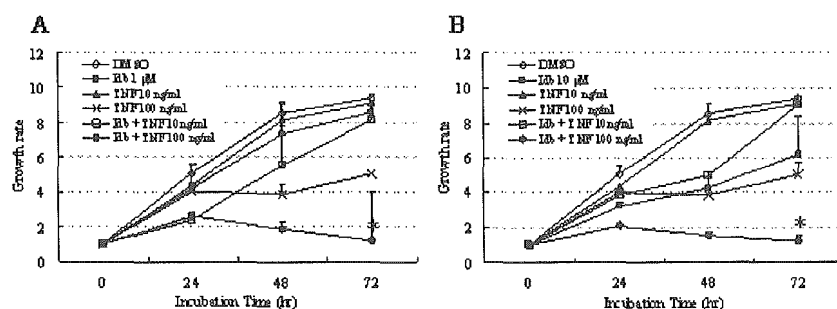 A
12
10
8
6
4
2
0
Growth rate
DMSO
Rb 1 μM
TNF10 ng/ml
TNF100 ng/ml
Rb + TNF10ng/ml
Rb + TNF100 ng/ml
*
0 24 48 72
Incubation Time (hr)
B
12
10
8
6
4
2
0
Growth rate
DMSO
10 μM
TNF10 ng/ml
TNF100 ng/ml
+ TNF10ng/ml
+ TNF100 ng/ml
*
0 24 48 72
Incubation Time (hr)